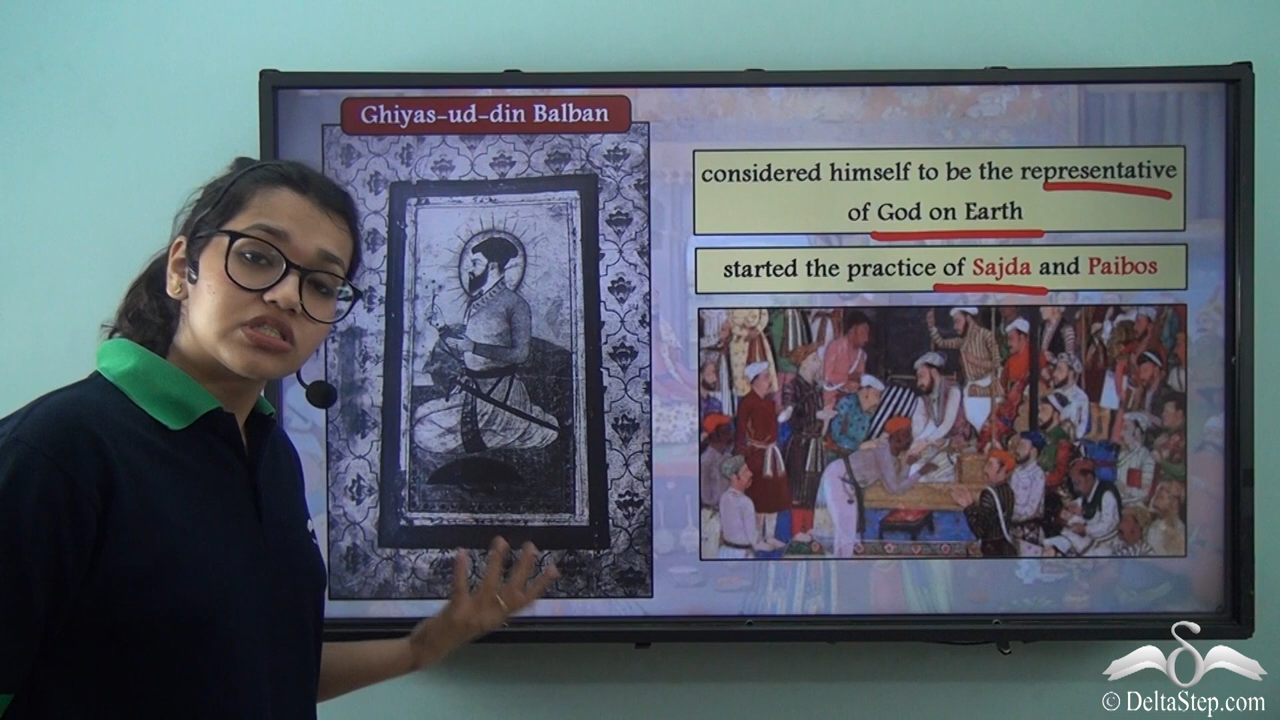 Ghiyas-ud-din Balban
considered himself to be the representative
of God on Earth
started the practice of Sajda and Paibos
© DeltaStep.com